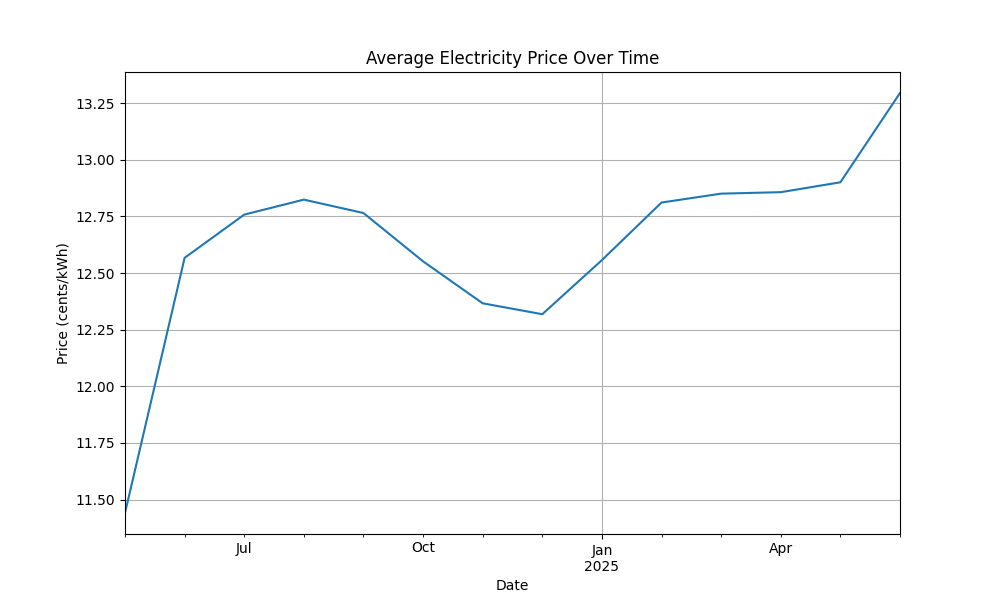 Average Electricity Price Over Time
Price (cents/kWh)
13.25
13.00
12.75
12.50
12.25
12.00
11.75
11.50
Jul
Oct
Jan
2025
Apr
Date